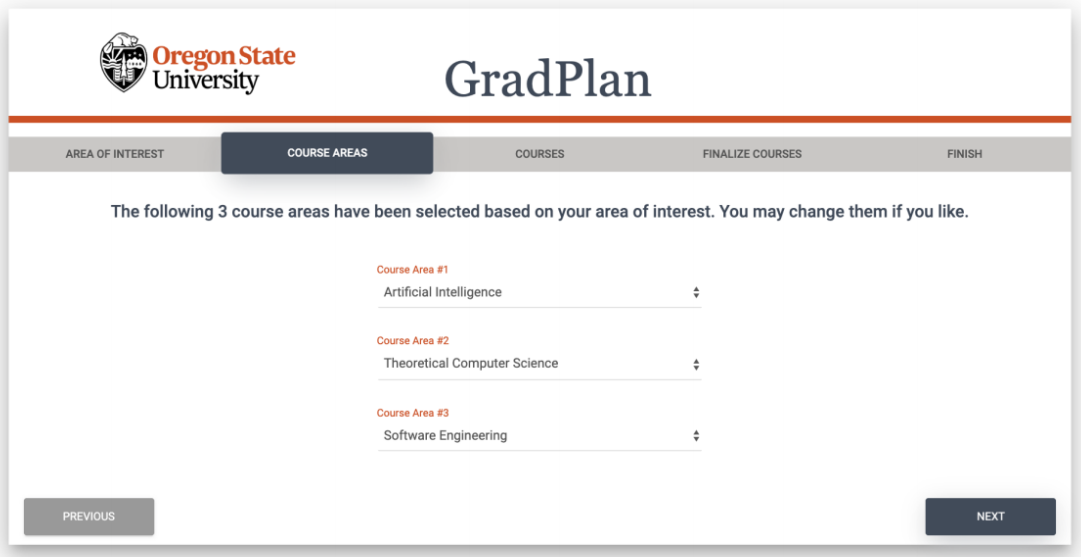 Oregon State
University
GradPlan
AREA OF INTEREST
COURSE AREAS
COURSES
FINALIZE COURSES
FINISH
The following 3 course areas have been selected based on your area of interest. You may change them if you like.
Course Area #1
Artificial Intelligence
Course Area #2
Theoretical Computer Science
Course Area #3
Software Engineering
PREVIOUS
NEXT